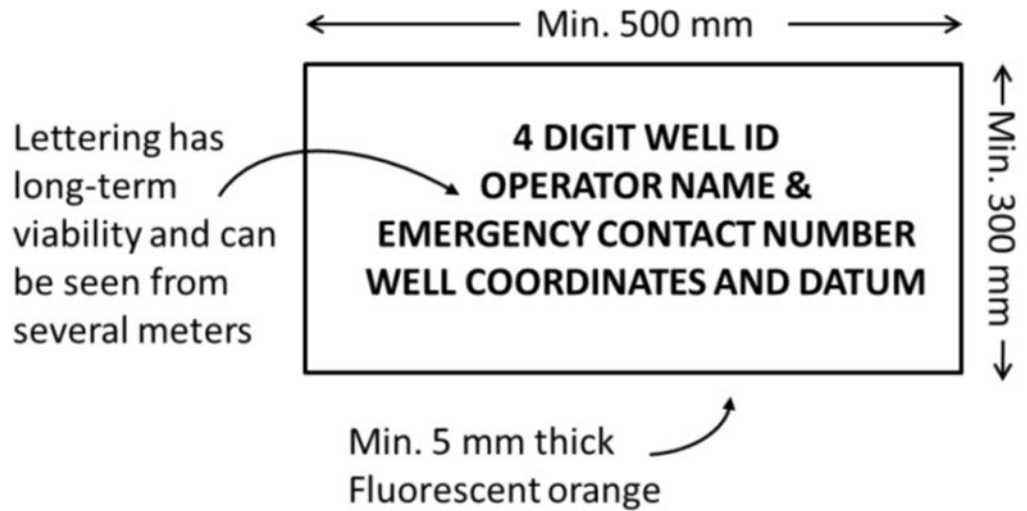 Min. 500 mm
Lettering has
long-term
viability and can
be seen from
several meters
4 DIGIT WELL ID
OPERATOR NAME &
EMERGENCY CONTACT NUMBER
WELL COORDINATES AND DATUM
Min. 300 mm
Min. 5 mm thick
Fluorescent orange